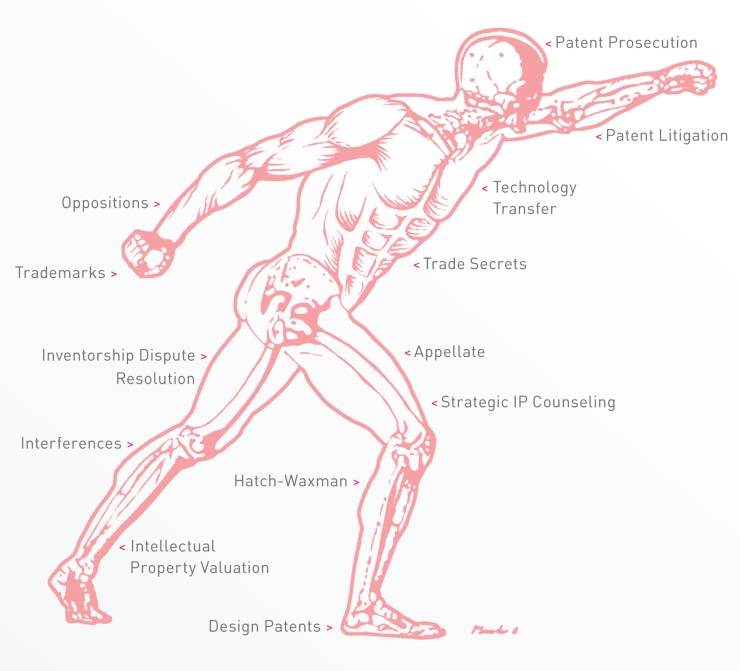 < Patent Prosecution
< Patent Litigation
< Technology
Transfer
Oppositions >
< Trade Secrets
Trademarks >
Inventorship Dispute >
Resolution
< Appellate
< Strategic IP Counseling
Interferences >
Hatch-Waxman >
< Intellectual
Property Valuation
Design Patents >